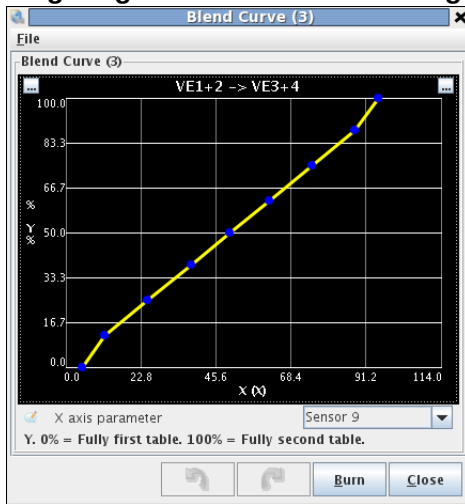 Blend Curve (3)
File
Blend Curve (3)
...
VE1+2 -> VE3+4
...
100.0
83.3
66.7
%
Y
%
50.0
33.3
16.7
0.0
0.0 22.8 45.6 68.4 91.2 114.0
X (X)
X axis parameter
Sensor 9
Y. 0% = Fully first table. 100% = Fully second table.
Burn
Close